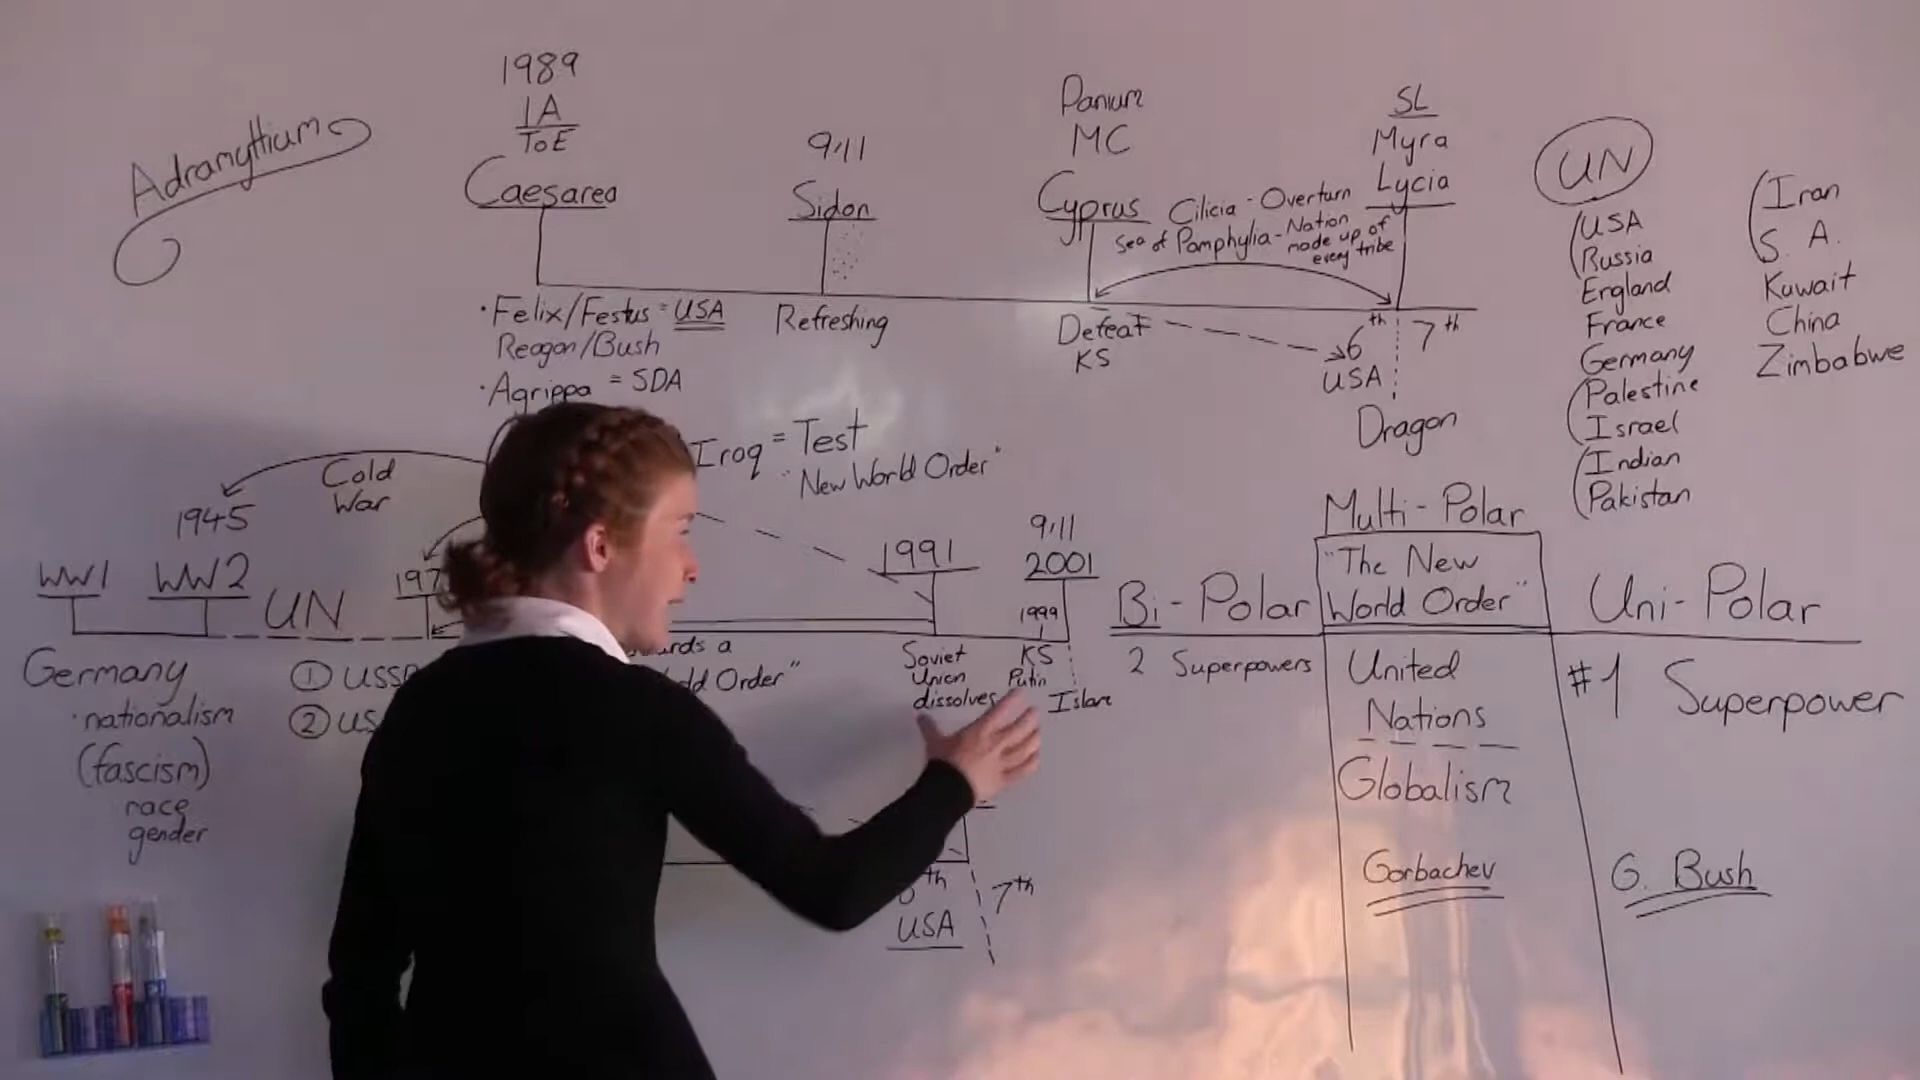 Adramyttium
1989
1A
ToE
Caesarea
9/11
Sidon
Panium
MC
Cyprus
Cilicia - Overturn
Sea of Pamphylia - Nation
made up of
every tribe
SL
Myra
Lycia
UN
USA
Russia
England
France
Germany
Palestine
Israel
Indian
Pakistan
Iran
S. A.
Kuwait
China
Zimbabwe
· Felix/Festus = USA
Reagan/Bush
· Agrippa = SDA
Refreshing
Defeat
KS
6th
USA
7th
Dragon
Iraq = Test
"New World Order"
Cold
War
1945
WW1
WW2
UN
1991
9/11
2001
1999
Germany
· nationalism
(fascism)
race
gender
① USS
② US
World Order"
Soviet
Union
dissolves
KS
Putin
Islam
th
USA
7th
Multi-Polar
Bi-Polar
"The New
World Order"
Uni-Polar
2 Superpowers
United
Nations
Globalism
Gorbachev
#1 Superpower
G. Bush